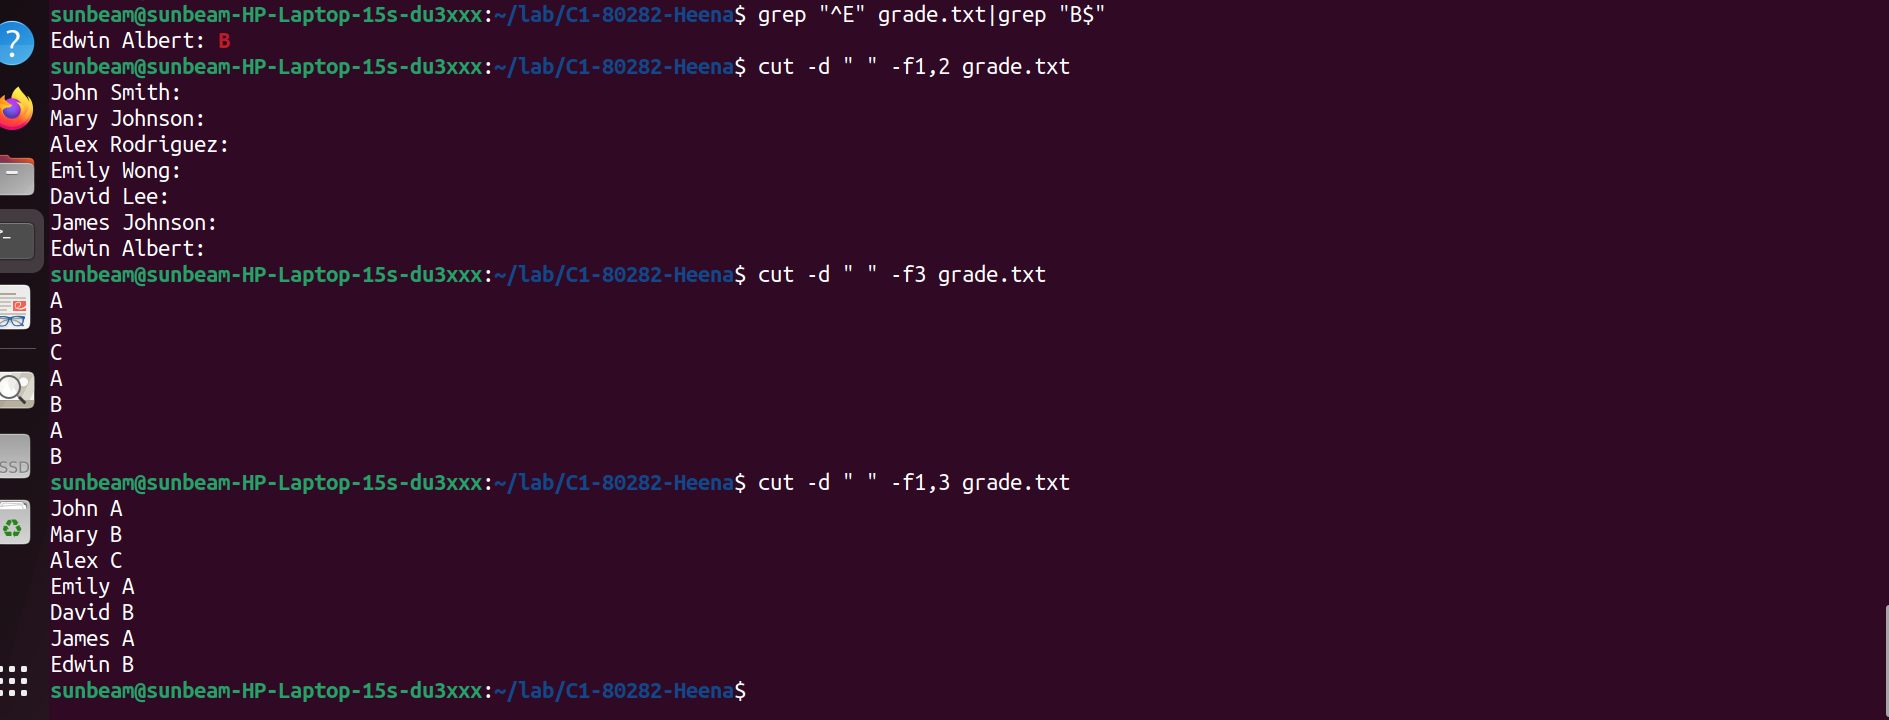 sunbeam@sunbeam-HP-Laptop-15s-du3xxx:~/lab/C1-80282-Heena$ grep "^E" grade.txt|grep "B$"
Edwin Albert: B
sunbeam@sunbeam-HP-Laptop-15s-du3xxx:~/lab/C1-80282-Heena$ cut -d " " -f1,2 grade.txt
John Smith:
Mary Johnson:
Alex Rodriguez:
Emily Wong:
David Lee:
James Johnson:
Edwin Albert:
sunbeam@sunbeam-HP-Laptop-15s-du3xxx:~/lab/C1-80282-Heena$ cut -d " " -f3 grade.txt
A
B
C
A
B
A
B
sunbeam@sunbeam-HP-Laptop-15s-du3xxx:~/lab/C1-80282-Heena$ cut -d " " -f1,3 grade.txt
John A
Mary B
Alex C
Emily A
David B
James A
Edwin B
sunbeam@sunbeam-HP-Laptop-15s-du3xxx:~/lab/C1-80282-Heena$
?
>_
SSD